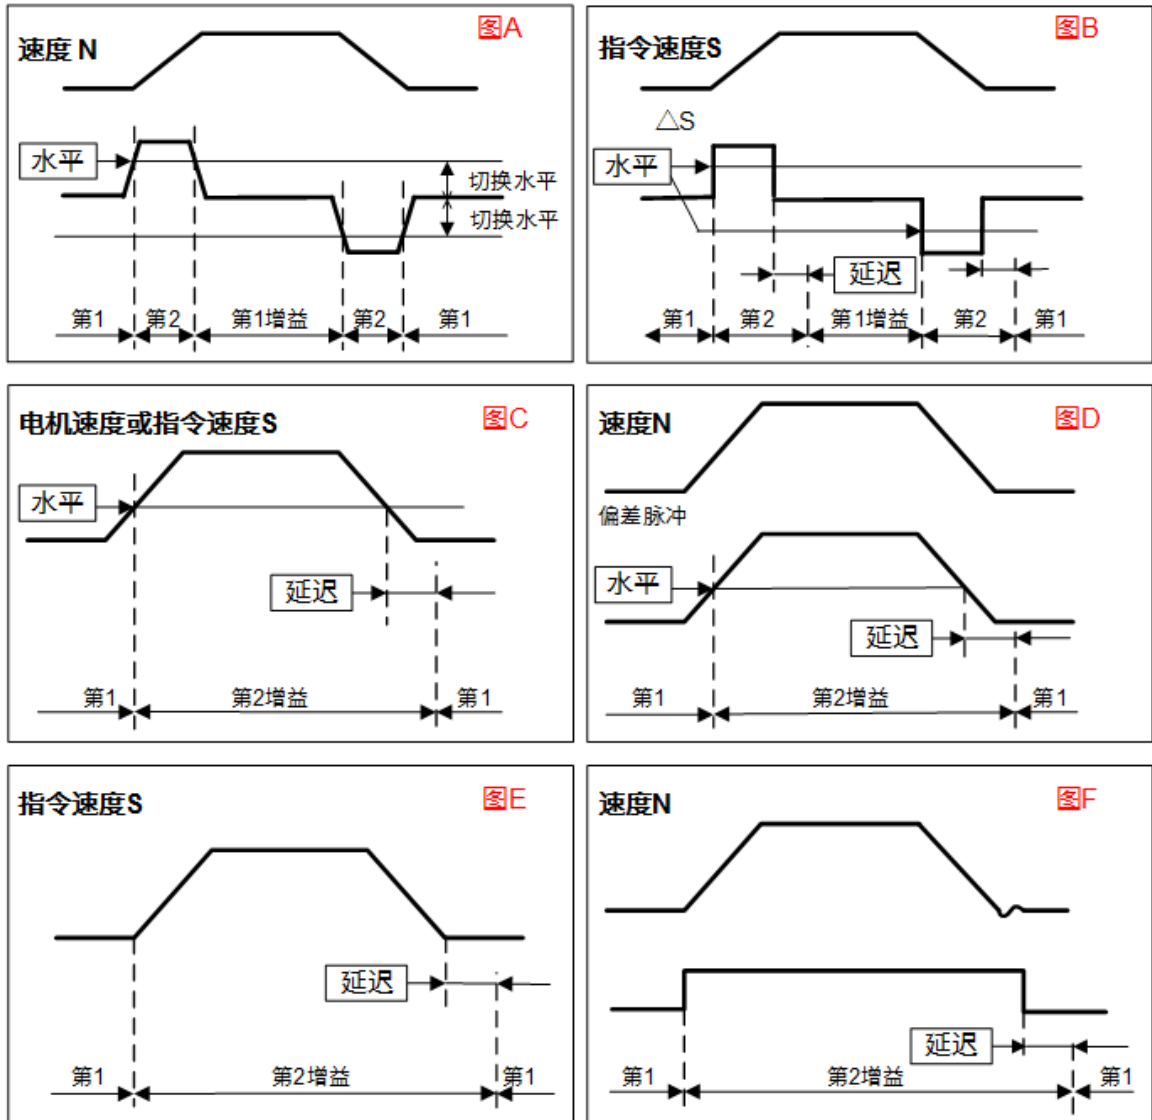 速度 N
图A
水平
切换水平
切换水平
第1
第2
第1增益
第2
第1
指令速度S
图B
△S
水平
延迟
第1
第2
第1增益
第2
第1
电机速度或指令速度S
图C
水平
延迟
第1
第2增益
第1
速度N
图D
偏差脉冲
水平
延迟
第1
第2增益
第1
指令速度S
图E
延迟
第1
第2增益
第1
速度N
图F
延迟
第1
第2增益
第1